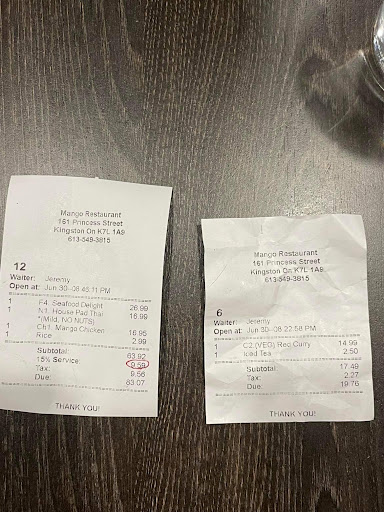 Mango Restaurant
161 Princess Street
Kingston On K7L 1A9
613-549-3815
12
Waiter: Jeremy
Open at: Jun 30-08 45:11 PM
1 F4. Seafood Delight 26.99
1 N1. House Pad Thai 16.99
*(Mild, NO NUTS)
1 Ch1. Mango Chicken 16.95
1 Rice 2.99
Subtotal: 63.92
15% Service: 9.59
Tax: 9.56
Due: 83.07
THANK YOU!
Mango Restaurant
161 Princess Street
Kingston On K7L 1A9
613-549-3815
6
Waiter: Jeremy
Open at: Jun 30-08 22:58 PM
1 C2.(VEG) Red Curry 14.99
1 Iced Tea 2.50
Subtotal: 17.49
Tax: 2.27
Due: 19.76
THANK YOU!